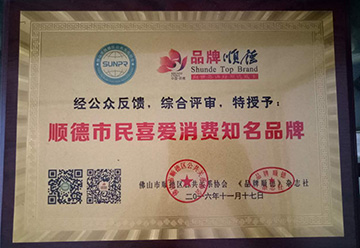 SUNPR
品牌顺德
Shunde Top Brand
经公众反馈，综合评审，特授予：
顺德市民喜爱消费知名品牌
佛山市顺德区公共关系协会 《品牌顺德》杂志社
二〇一六年十一月十七日